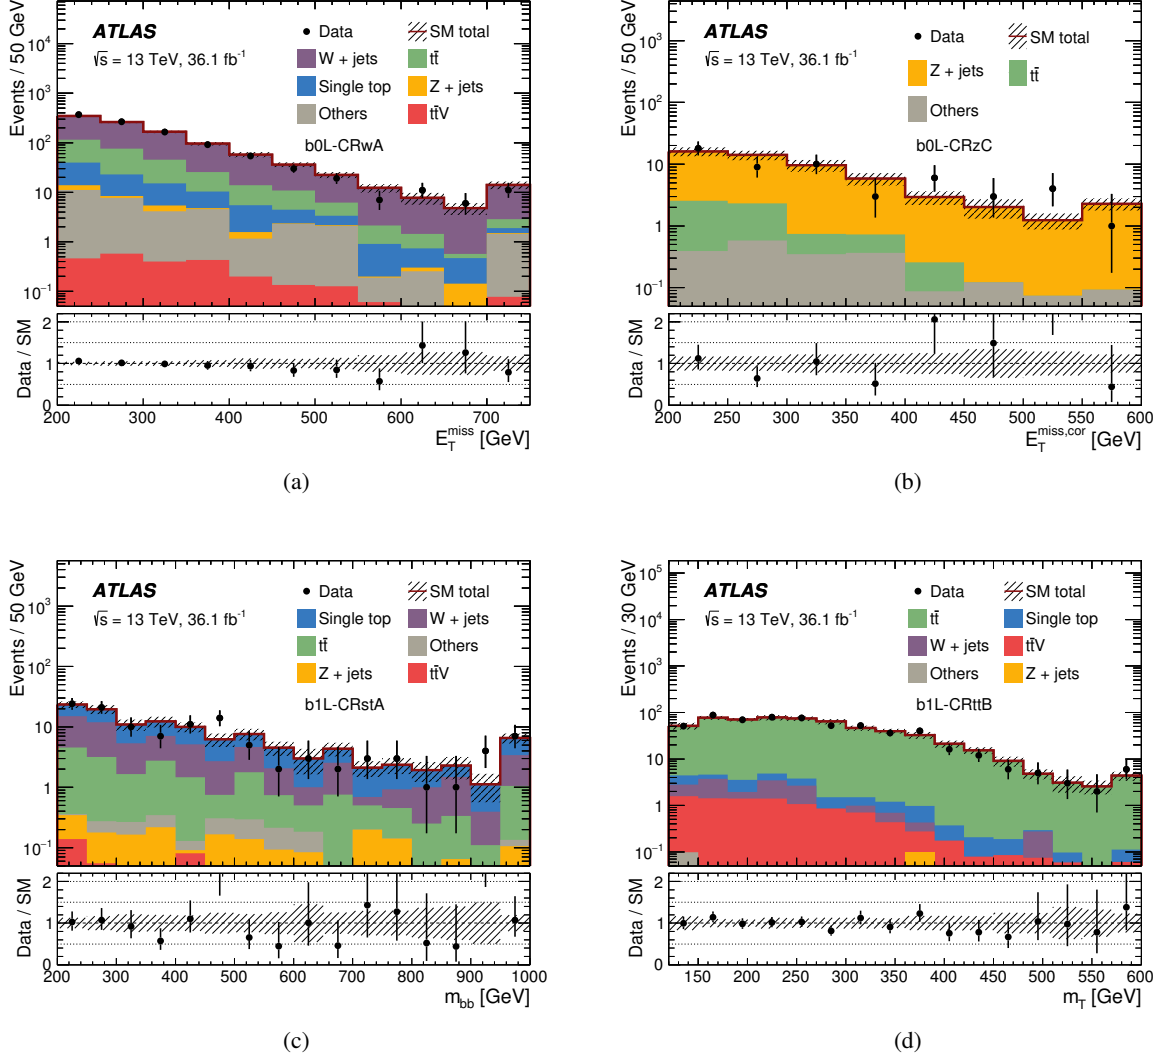 Events / 50 GeV
10⁴
10³
10²
10
1
10⁻¹
ATLAS
√s = 13 TeV, 36.1 fb⁻¹
Data
SM total
W + jets
tt̄
Single top
Z + jets
Others
tt̄V
b0L-CRwA
Data / SM
2
1
0
200 300 400 500 600 700
E_T^miss [GeV]
(a)
Events / 50 GeV
10³
10²
10
1
10⁻¹
ATLAS
√s = 13 TeV, 36.1 fb⁻¹
Data
SM total
Z + jets
tt̄
Others
b0L-CRzC
Data / SM
2
1
0
200 250 300 350 400 450 500 550 600
E_T^miss,cor [GeV]
(b)
Events / 50 GeV
10³
10²
10
1
10⁻¹
ATLAS
√s = 13 TeV, 36.1 fb⁻¹
Data
SM total
Single top
W + jets
tt̄
Others
Z + jets
tt̄V
b1L-CRstA
Data / SM
2
1
0
200 300 400 500 600 700 800 900 1000
m_bb [GeV]
(c)
Events / 30 GeV
10⁵
10⁴
10³
10²
10
1
10⁻¹
ATLAS
√s = 13 TeV, 36.1 fb⁻¹
Data
SM total
tt̄
Single top
W + jets
tt̄V
Others
Z + jets
b1L-CRttB
Data / SM
2
1
0
150 200 250 300 350 400 450 500 550 600
m_T [GeV]
(d)